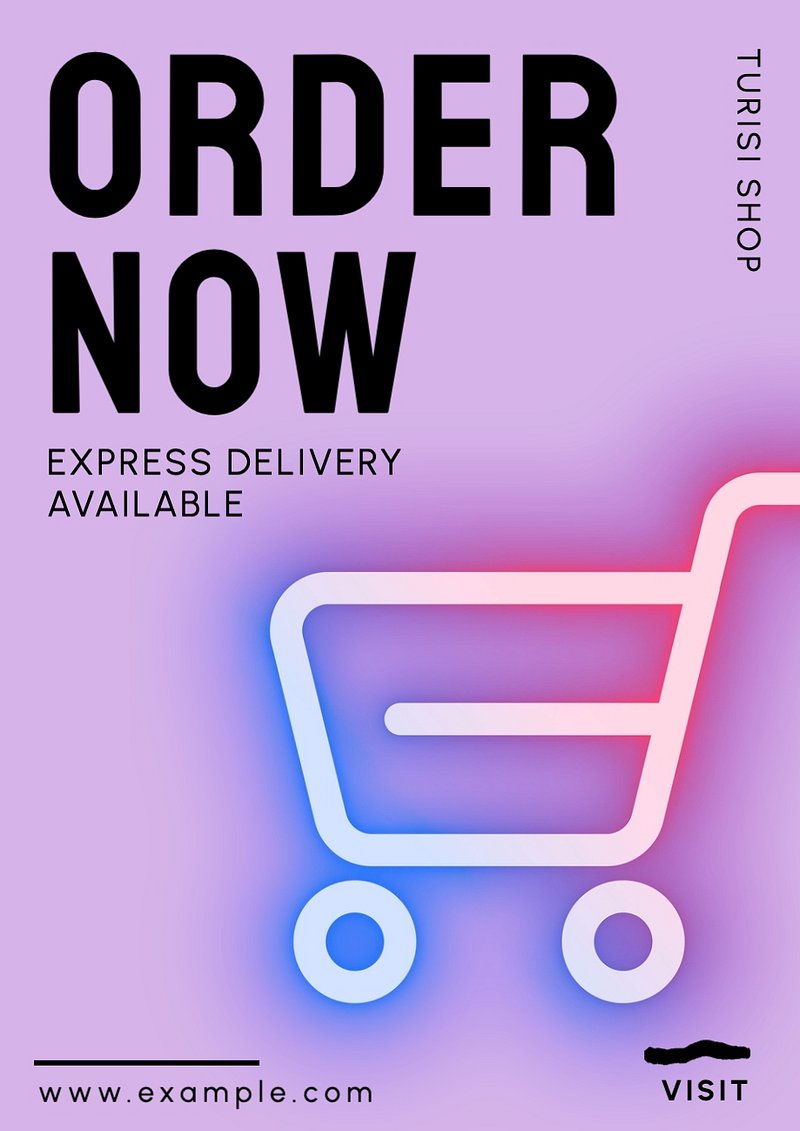 ORDER
NOW
TURISI SHOP
EXPRESS DELIVERY
AVAILABLE
www.example.com
VISIT